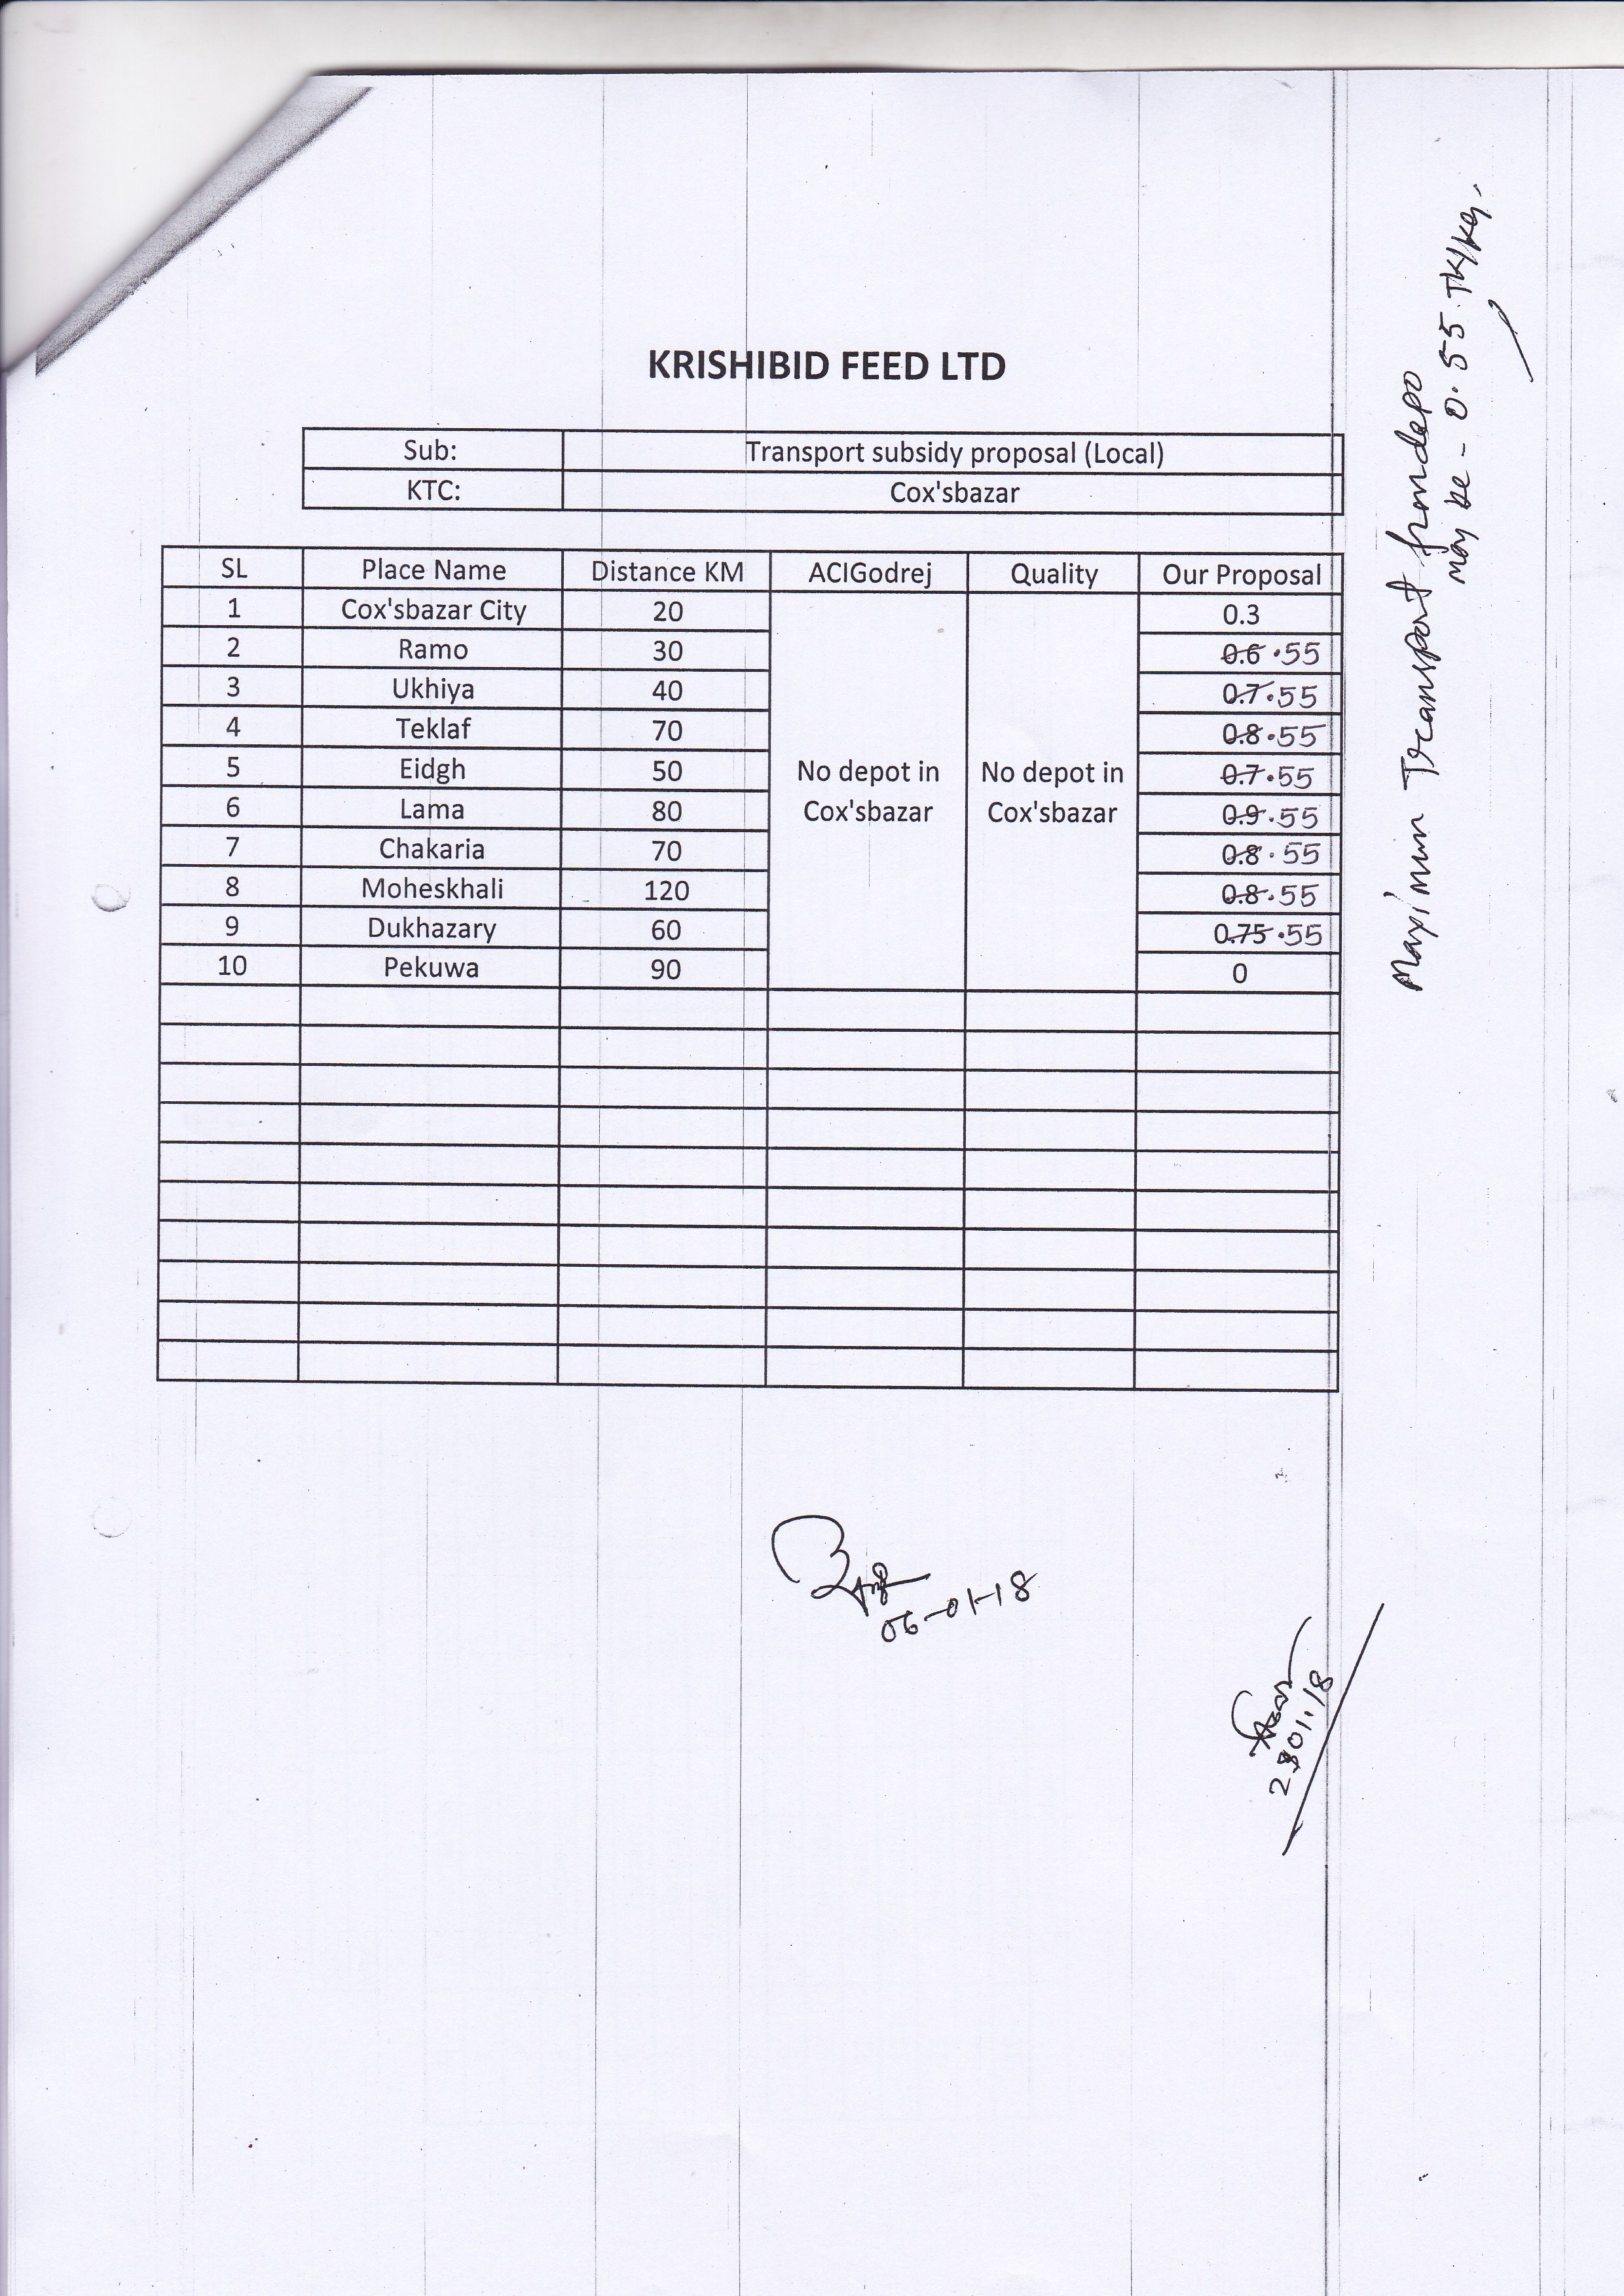 KRISHIBID FEED LTD
Sub: Transport subsidy proposal (Local)
KTC: Cox'sbazar
SL Place Name Distance KM ACIGodrej Quality Our Proposal
1 Cox'sbazar City 20 0.3
2 Ramo 30 0.6 .55
3 Ukhiya 40 0.7 .55
4 Teklaf 70 0.8 .55
5 Eidgh 50 No depot in No depot in 0.7 .55
6 Lama 80 Cox'sbazar Cox'sbazar 0.9 .55
7 Chakaria 70 0.8 .55
8 Moheskhali 120 0.8 .55
9 Dukhazary 60 0.75 .55
10 Pekuwa 90 0
Maximum Transport from depo
may be - 0.55 TK/kg.
06-01-18
28.01.18